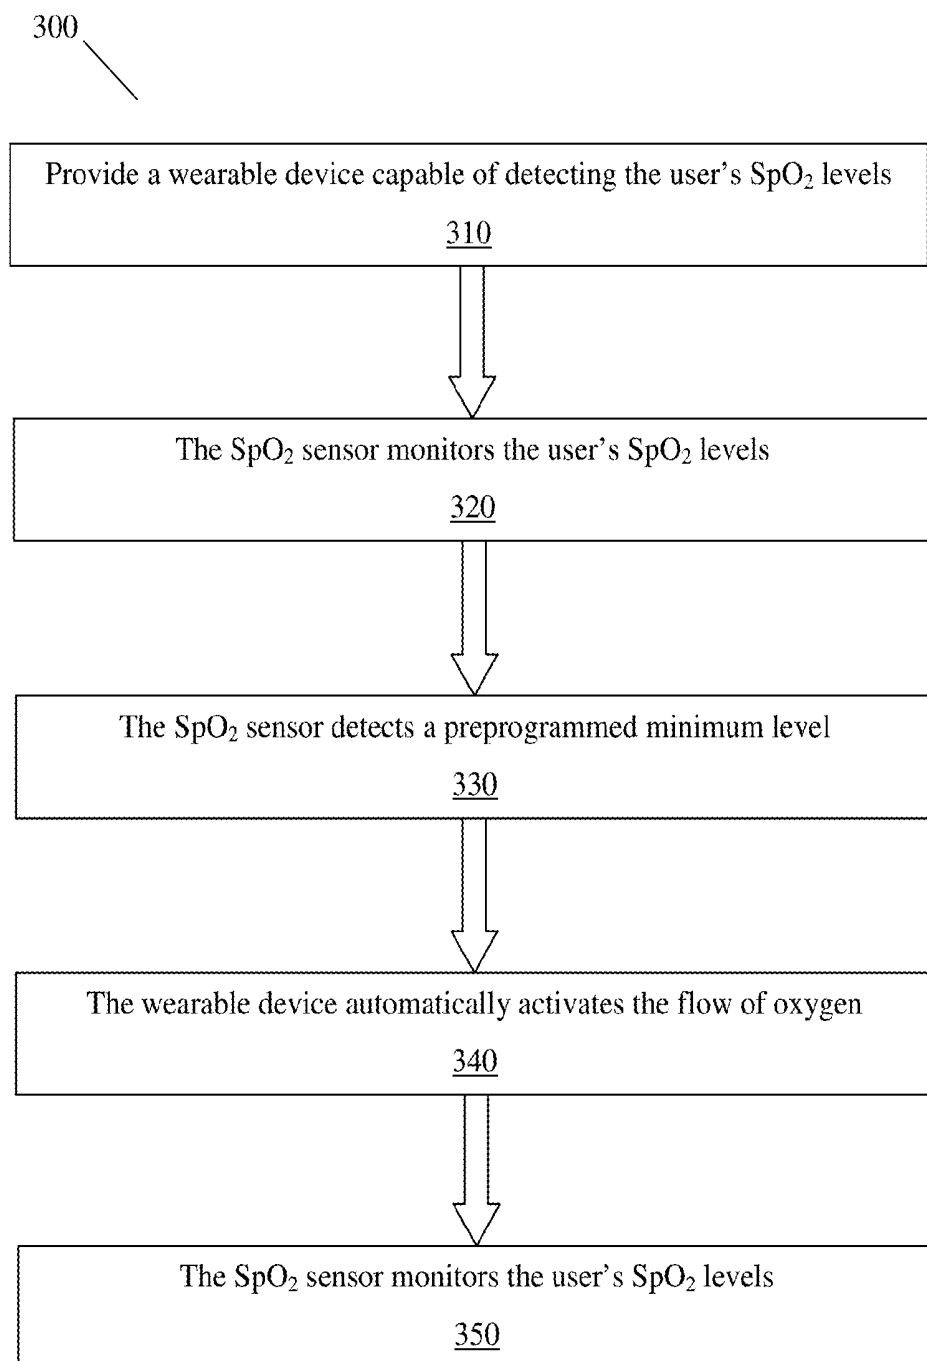 300
Provide a wearable device capable of detecting the user’s SpO₂ levels
310
The SpO₂ sensor monitors the user’s SpO₂ levels
320
The SpO₂ sensor detects a preprogrammed minimum level
330
The wearable device automatically activates the flow of oxygen
340
The SpO₂ sensor monitors the user’s SpO₂ levels
350